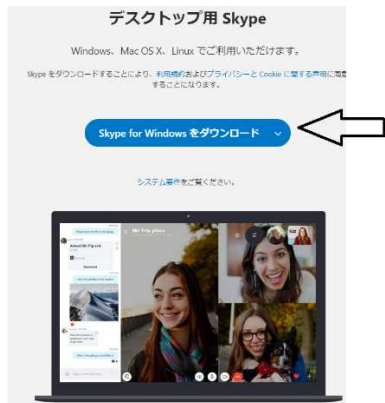 デスクトップ用 Skype
Windows、Mac OS X、Linux でご利用いただけます。
Skype をダウンロードすることにより、利用規約およびプライバシーと Cookie に関する声明に同意
することになります。
Skype for Windows をダウンロード
システム要件をご覧ください。